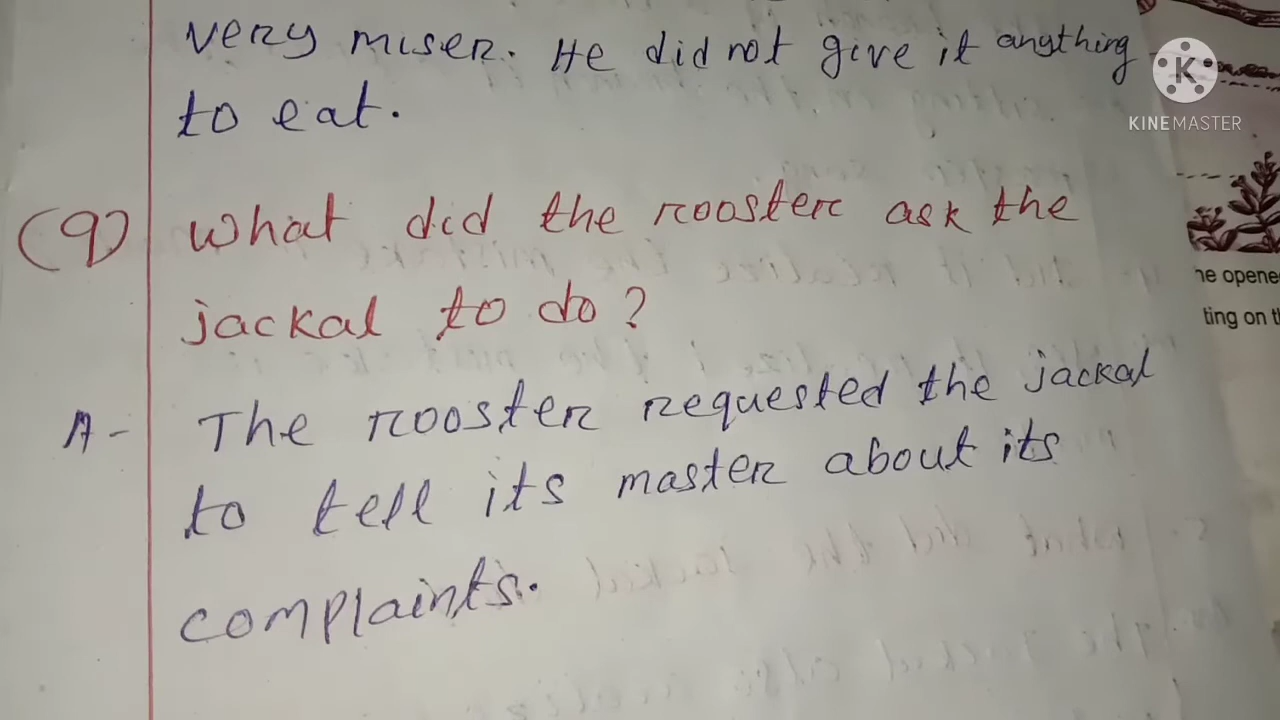 very miser. He did not give it anything
to eat.
KINEMASTER
(9) What did the rooster ask the
jackal to do?
A- The rooster requested the jackal
to tell its master about its
complaints.
he opene
ting on t